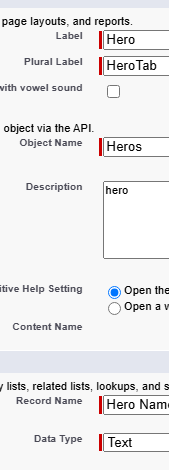 page layouts, and reports.
Label Hero
Plural Label HeroTab
with vowel sound
object via the API.
Object Name Heros
Description hero
itive Help Setting Open the
Open a w
Content Name
y lists, related lists, lookups, and s
Record Name Hero Name
Data Type Text